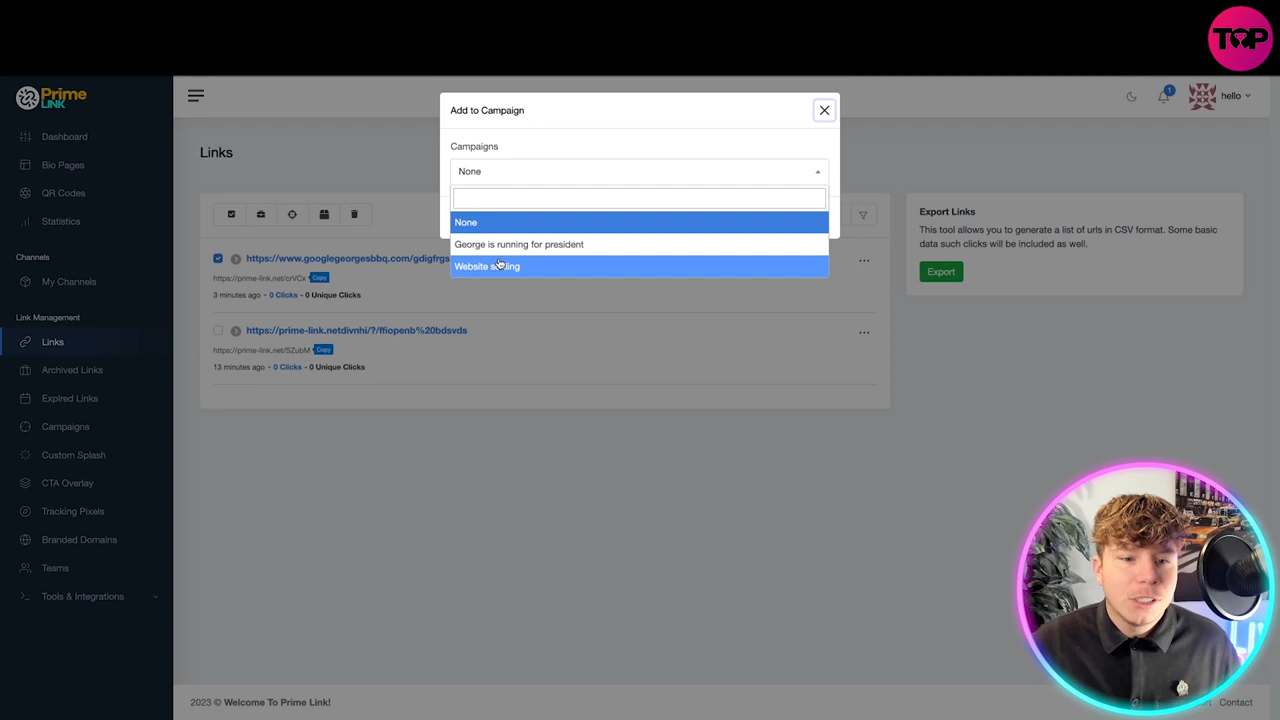 TOP
Prime
LINK
hello
Dashboard
Bio Pages
QR Codes
Statistics
Channels
My Channels
Link Management
Links
Archived Links
Expired Links
Campaigns
Custom Splash
CTA Overlay
Tracking Pixels
Branded Domains
Teams
Tools & Integrations
Links
Add to Campaign
Campaigns
None
None
George is running for president
Website
https://www.googlegeorgesbbq.com/gdigfrgs
https://prime-link.net/crVCx Copy
3 minutes ago - 0 Clicks - 0 Unique Clicks
https://prime-link.netdivnhi/?/ffiopenb%20bdsvds
https://prime-link.net/SZubM Copy
13 minutes ago - 0 Clicks - 0 Unique Clicks
Export Links
This tool allows you to generate a list of urls in CSV format. Some basic
data such clicks will be included as well.
Export
1
2023 © Welcome To Prime Link!
Contact